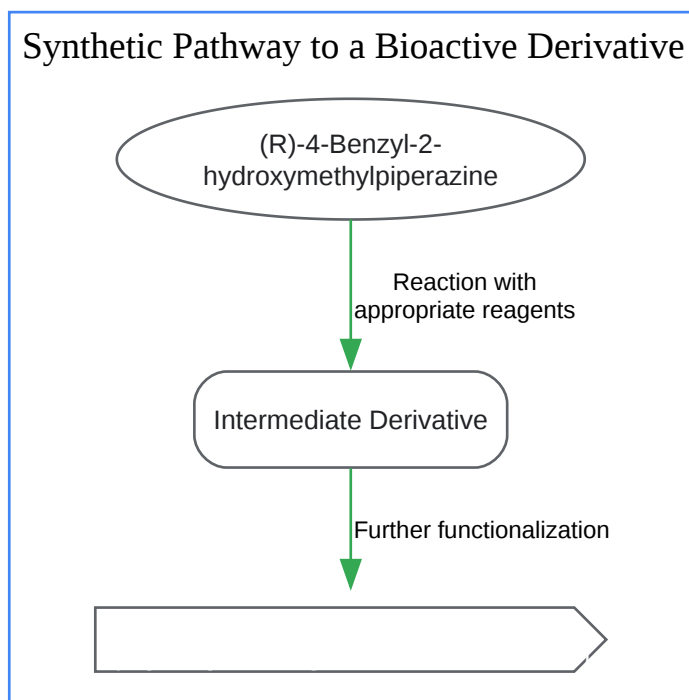 Synthetic Pathway to a Bioactive Derivative
(R)-4-Benzyl-2-
hydroxymethylpiperazine
Reaction with
appropriate reagents
Intermediate Derivative
Further functionalization